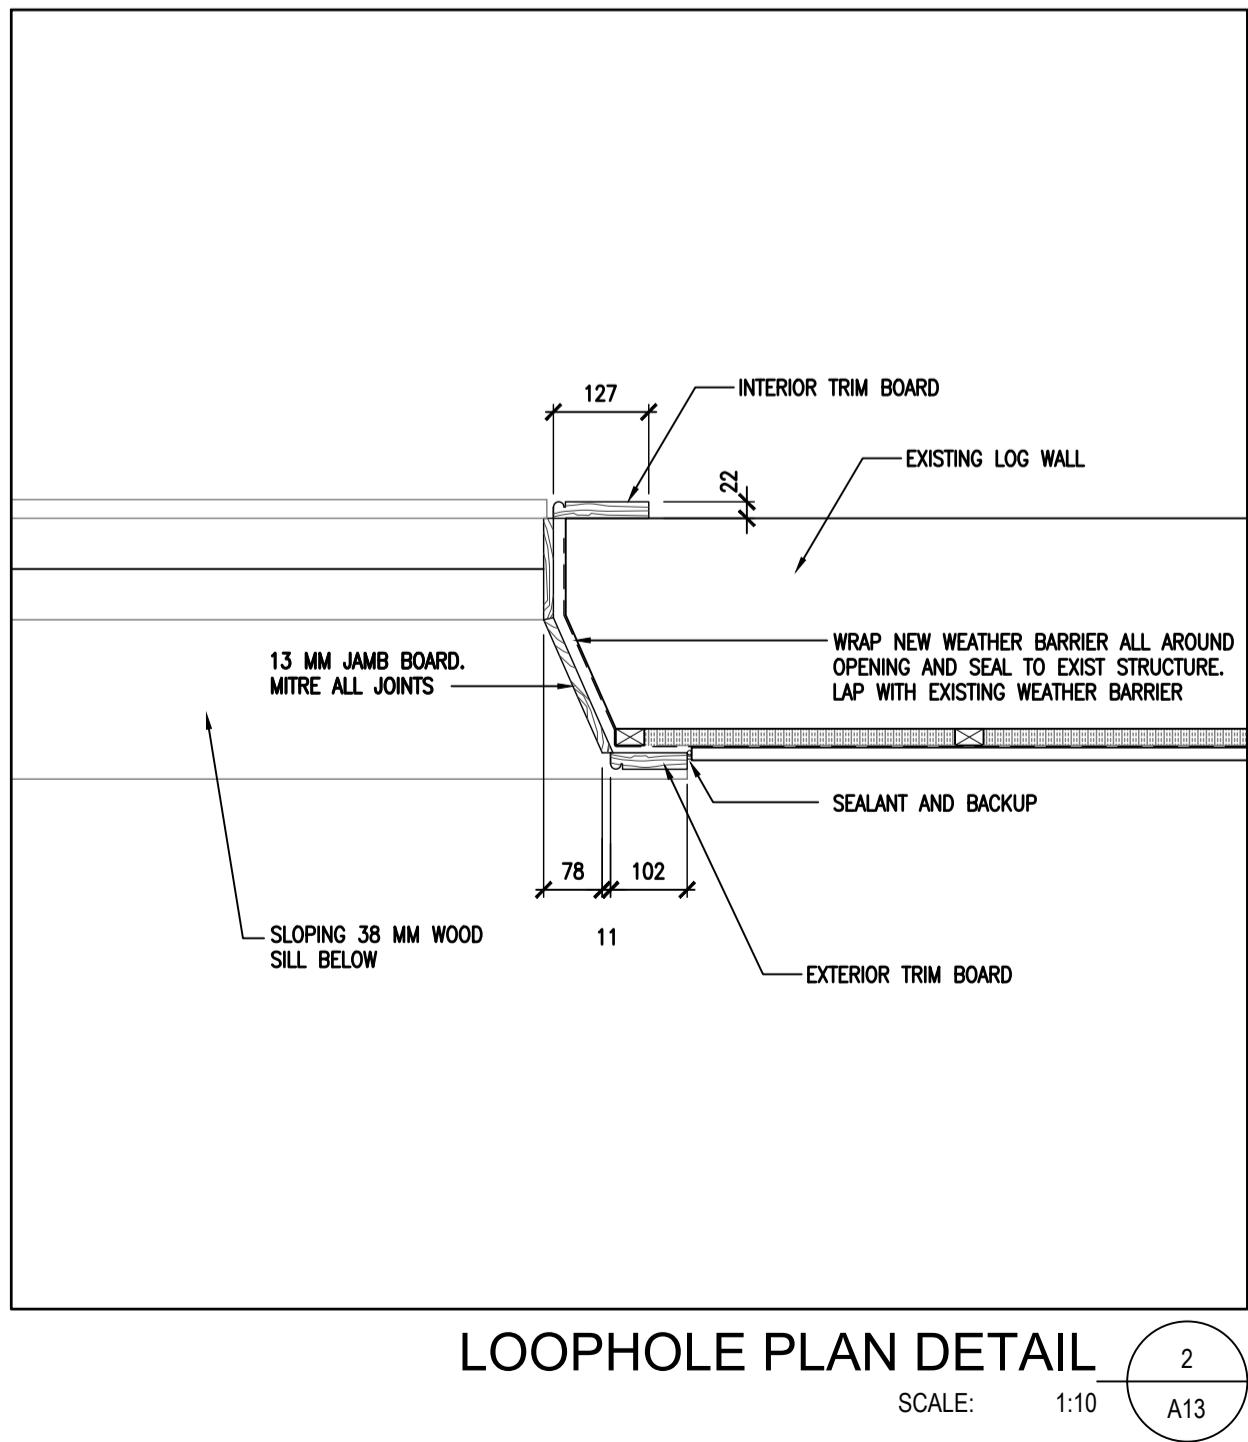 127
INTERIOR TRIM BOARD
EXISTING LOG WALL
22
WRAP NEW WEATHER BARRIER ALL AROUND
OPENING AND SEAL TO EXIST STRUCTURE.
LAP WITH EXISTING WEATHER BARRIER
13 MM JAMB BOARD.
MITRE ALL JOINTS
SEALANT AND BACKUP
78
102
11
SLOPING 38 MM WOOD
SILL BELOW
EXTERIOR TRIM BOARD
LOOPHOLE PLAN DETAIL
SCALE: 1:10
2
A13